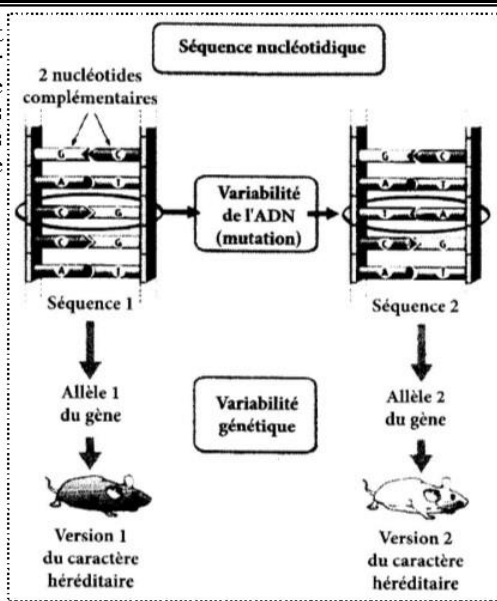 Séquence nucléotidique
2 nucléotides
complémentaires
G C
A T
C G
C G
A T
Séquence 1
Variabilité
de l'ADN
(mutation)
G C
A T
T A
C G
A T
Séquence 2
Allèle 1
du gène
Variabilité
génétique
Allèle 2
du gène
Version 1
du caractère
héréditaire
Version 2
du caractère
héréditaire